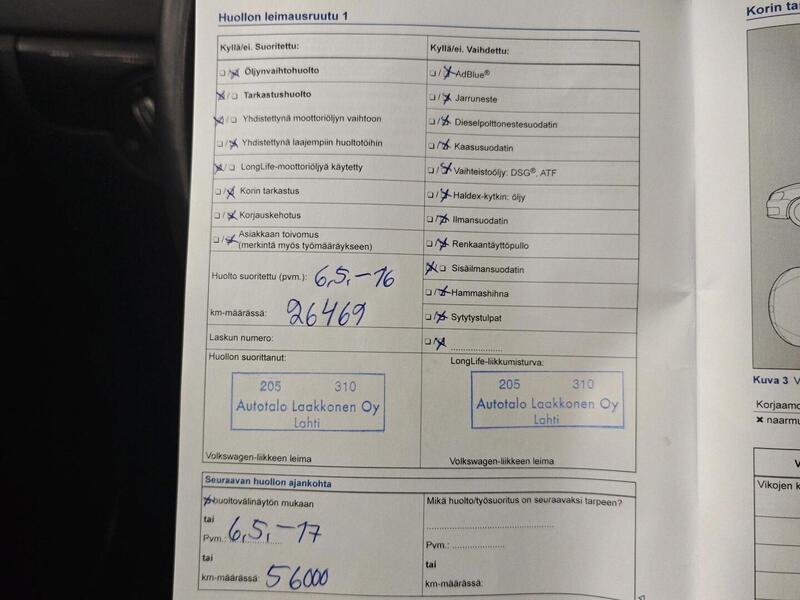 Huollon leimausruutu 1
Kyllä/ei. Suoritettu:
Öljynvaihtohuolto
Tarkastushuolto
Yhdistettynä moottoriöljyn vaihtoon
Yhdistettynä laajempiin huoltotöihin
LongLife-moottoriöljyä käytetty
Korin tarkastus
Korjauskehotus
Asiakkaan toivomus
(merkintä myös työmääräykseen)
Huolto suoritettu (pvm.): 6,5,-16
km-määrässä: 26469
Laskun numero:
Huollon suorittanut:
205 310
Autotalo Laakkonen Oy
Lahti
Volkswagen-liikkeen leima
Kyllä/ei. Vaihdettu:
AdBlue®
Jarruneste
Dieselpolttonestesuodatin
Kaasusuodatin
Vaihteistoöljy: DSG®, ATF
Haldex-kytkin: öljy
Ilmansuodatin
Renkaantäyttöpullo
Sisäilmansuodatin
Hammashihna
Sytytystulpat
LongLife-liikkumisturva:
205 310
Autotalo Laakkonen Oy
Lahti
Volkswagen-liikkeen leima
Seuraavan huollon ajankohta
huoltovälinäytön mukaan
tai
Pvm.: 6,5,-17
tai
km-määrässä: 56000
Mikä huolto/työsuoritus on seuraavaksi tarpeen?
Pvm.:
tai
km-määrässä:
Korin
Kuva 3
Korjaamo
Vikojen